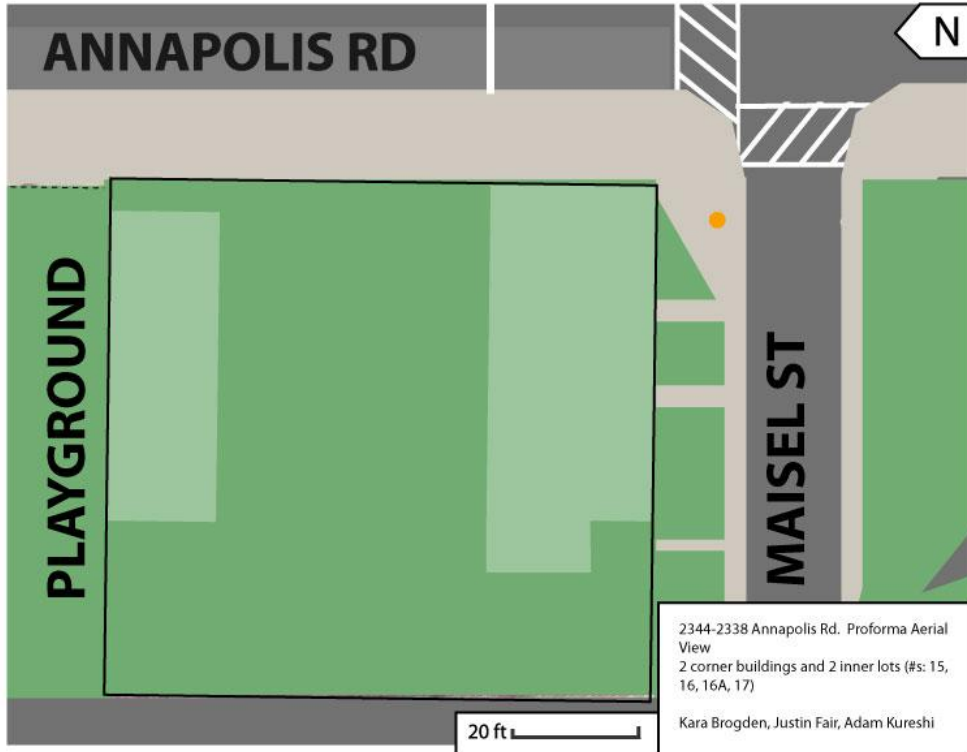 ANNAPOLIS RD
N
PLAYGROUND
MAISEL ST
2344-2338 Annapolis Rd.  Proforma Aerial
View
2 corner buildings and 2 inner lots (#s: 15,
16, 16A, 17)
Kara Brogden, Justin Fair, Adam Kureshi
20 ft